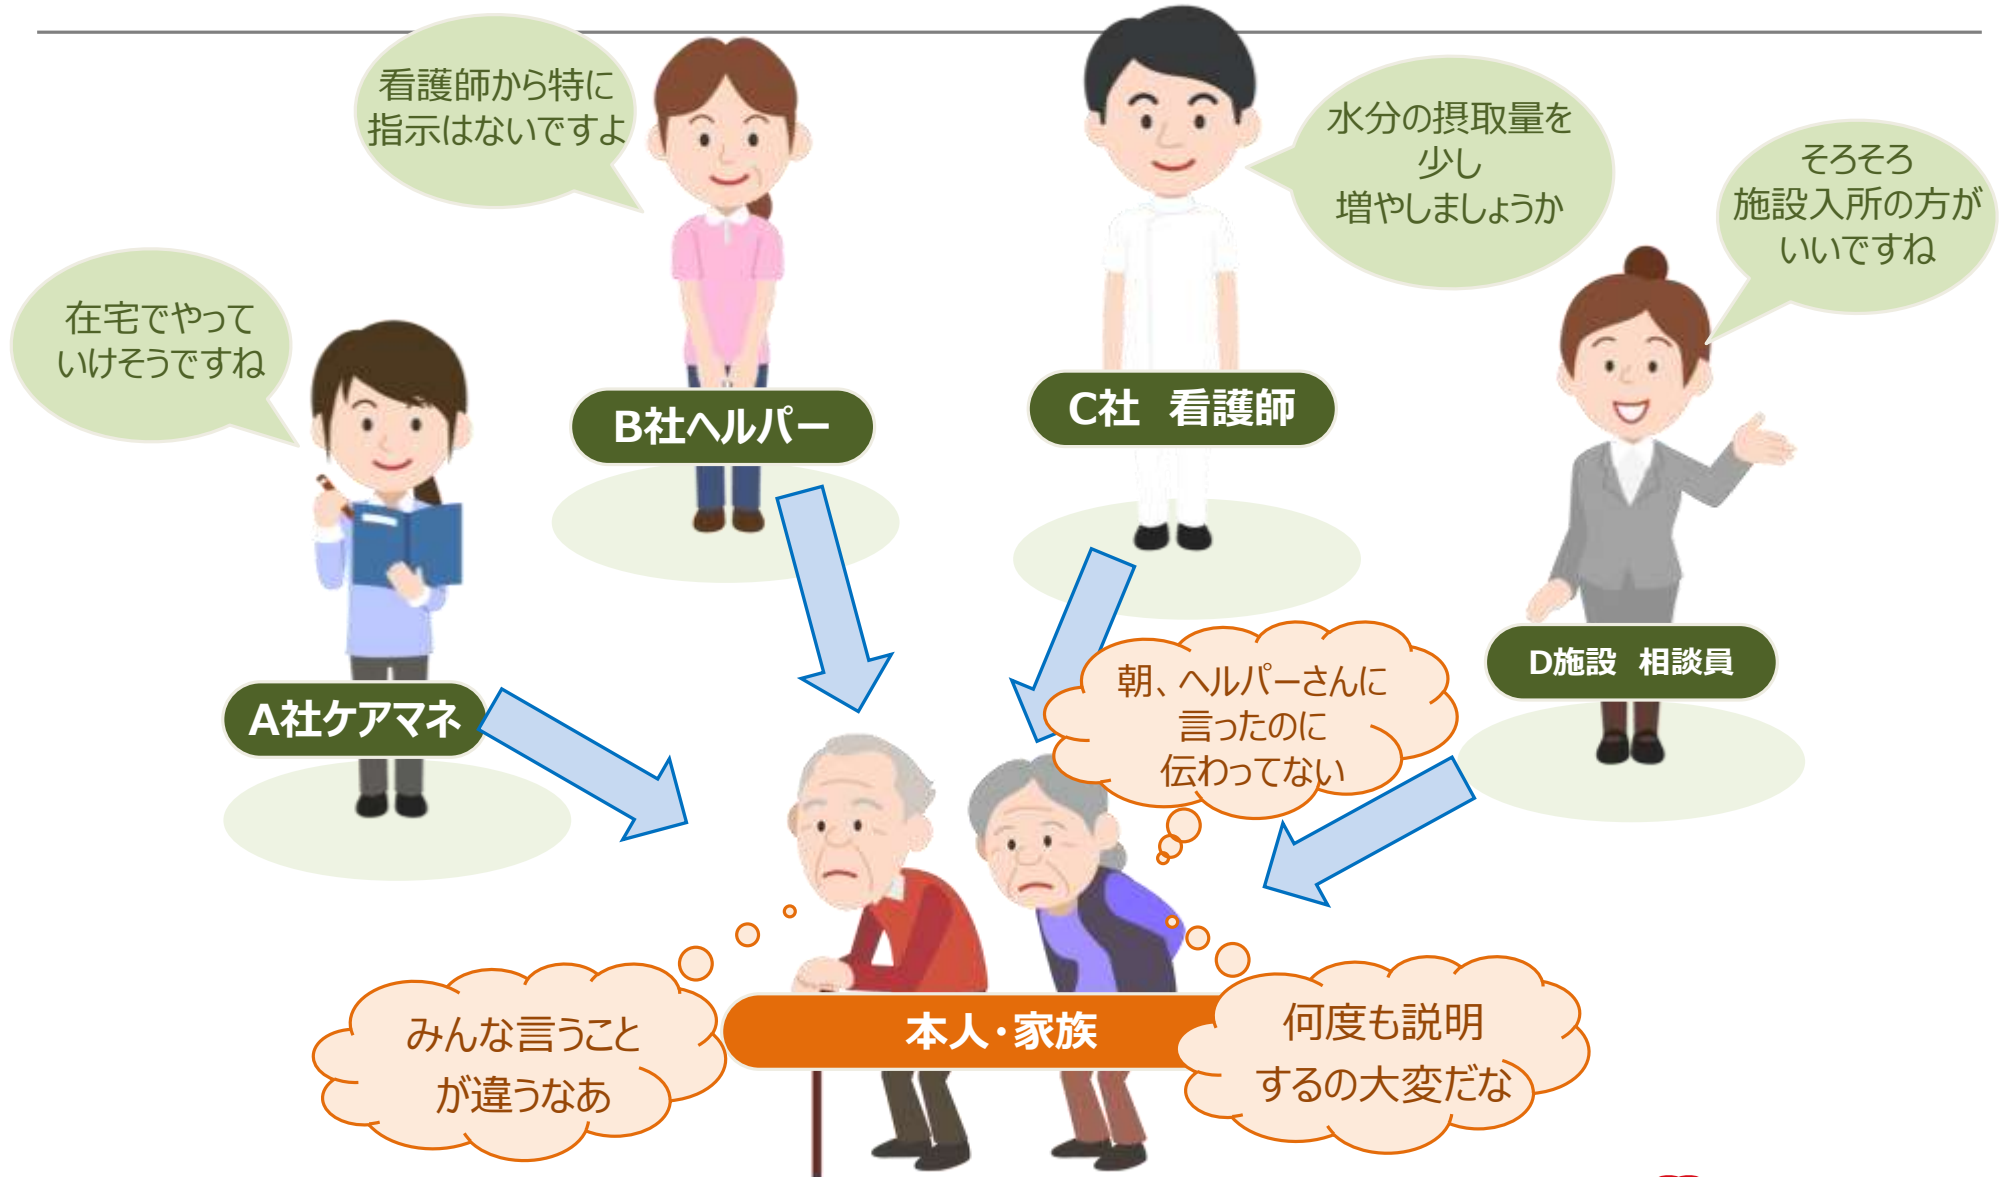 看護師から特に
指示はないですよ
水分の摂取量を
少し
増やしましょうか
そろそろ
施設入所の方が
いいですね
在宅でやって
いけそうですね
B社ヘルパー
C社 看護師
D施設 相談員
A社ケアマネ
朝、ヘルパーさんに
言ったのに
伝わってない
みんな言うこと
が違うなあ
本人・家族
何度も説明
するの大変だな